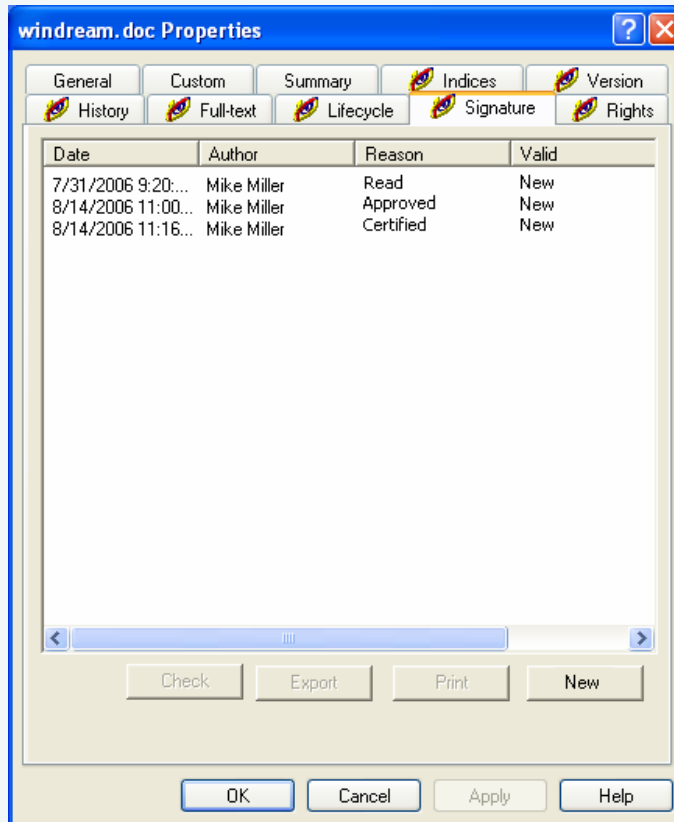 windream.doc Properties
General Custom Summary Indices Version
History Full-text Lifecycle Signature Rights
Date Author Reason Valid
7/31/2006 9:20:... Mike Miller Read New
8/14/2006 11:00... Mike Miller Approved New
8/14/2006 11:16... Mike Miller Certified New
Check Export Print New
OK Cancel Apply Help